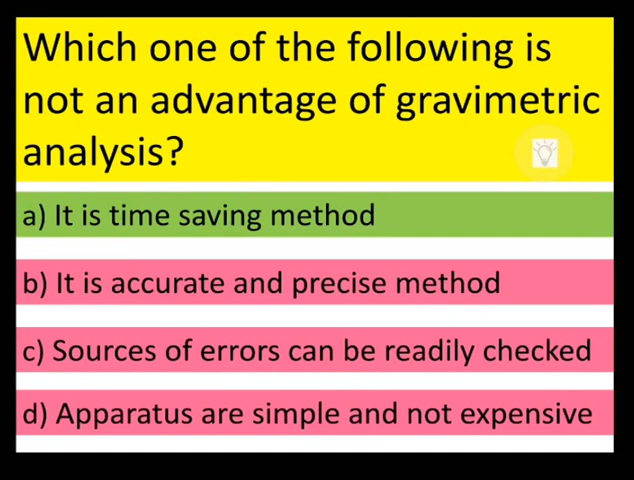 Which one of the following is
not an advantage of gravimetric
analysis?
a) It is time saving method
b) It is accurate and precise method
c) Sources of errors can be readily checked
d) Apparatus are simple and not expensive